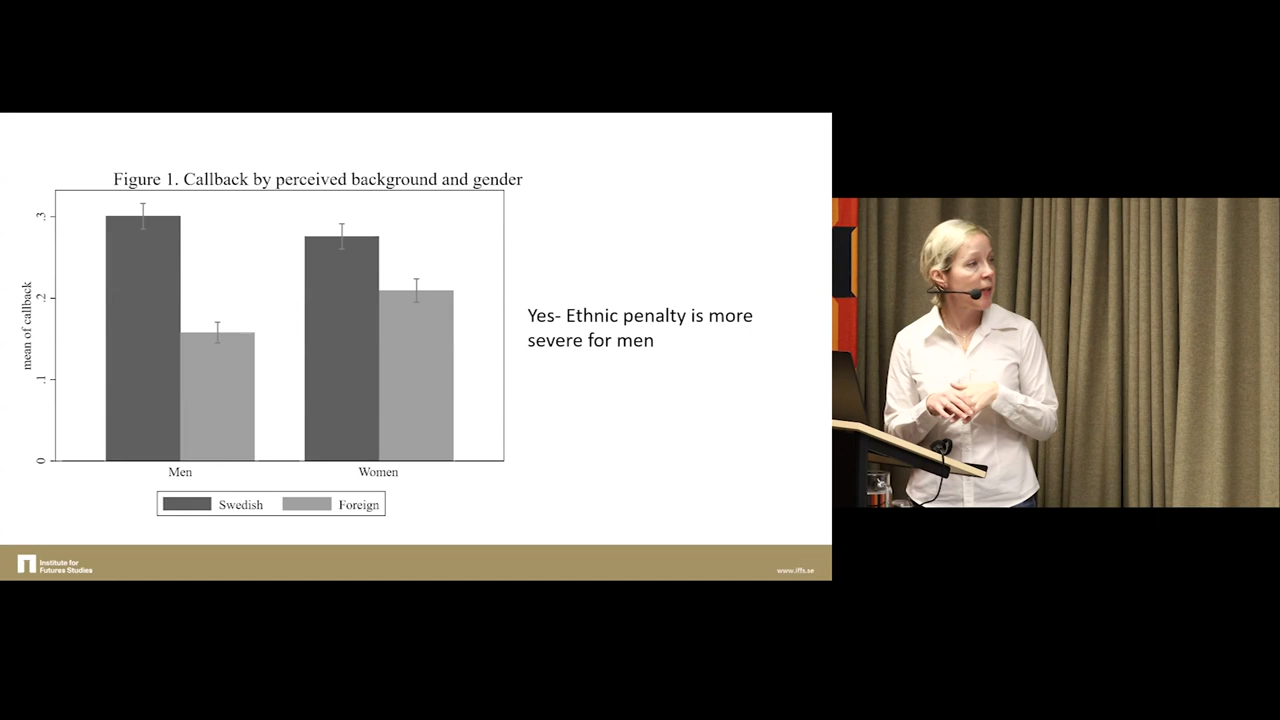 Figure 1. Callback by perceived background and gender
mean of callback
.3
.2
.1
0
Men
Women
Swedish
Foreign
Yes- Ethnic penalty is more
severe for men
Institute for
Futures Studies
www.iffs.se